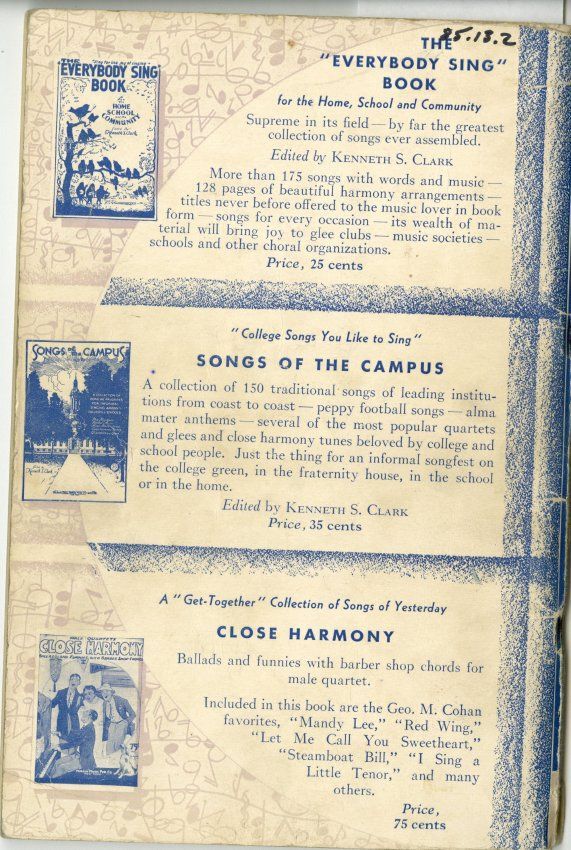 85.13.2
THE
"EVERYBODY SING"
BOOK
for the Home, School and Community
Supreme in its field — by far the greatest
collection of songs ever assembled.
Edited by KENNETH S. CLARK
More than 175 songs with words and music —
128 pages of beautiful harmony arrangements —
titles never before offered to the music lover in book
form — songs for every occasion — its wealth of ma-
terial will bring joy to glee clubs — music societies —
schools and other choral organizations.
Price, 25 cents
THE
"EVERYBODY SING"
BOOK
HOME
SCHOOL
COMMUNITY
"College Songs You Like to Sing"
SONGS OF THE CAMPUS
A collection of 150 traditional songs of leading institu-
tions from coast to coast — peppy football songs — alma
mater anthems — several of the most popular quartets
and glees and close harmony tunes beloved by college and
school people. Just the thing for an informal songfest on
the college green, in the fraternity house, in the school
or in the home.
Edited by KENNETH S. CLARK
Price, 35 cents
SONGS OF THE CAMPUS
Kenneth S. Clark
A "Get-Together" Collection of Songs of Yesterday
CLOSE HARMONY
Ballads and funnies with barber shop chords for
male quartet.
Included in this book are the Geo. M. Cohan
favorites, "Mandy Lee," "Red Wing,"
"Let Me Call You Sweetheart,"
"Steamboat Bill," "I Sing a
Little Tenor," and many
others.
Price,
75 cents
MALE QUARTETS
CLOSE HARMONY